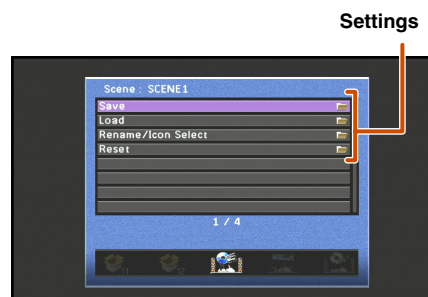 Settings
Scene : SCENE1
Save
Load
Rename/Icon Select
Reset
1 / 4